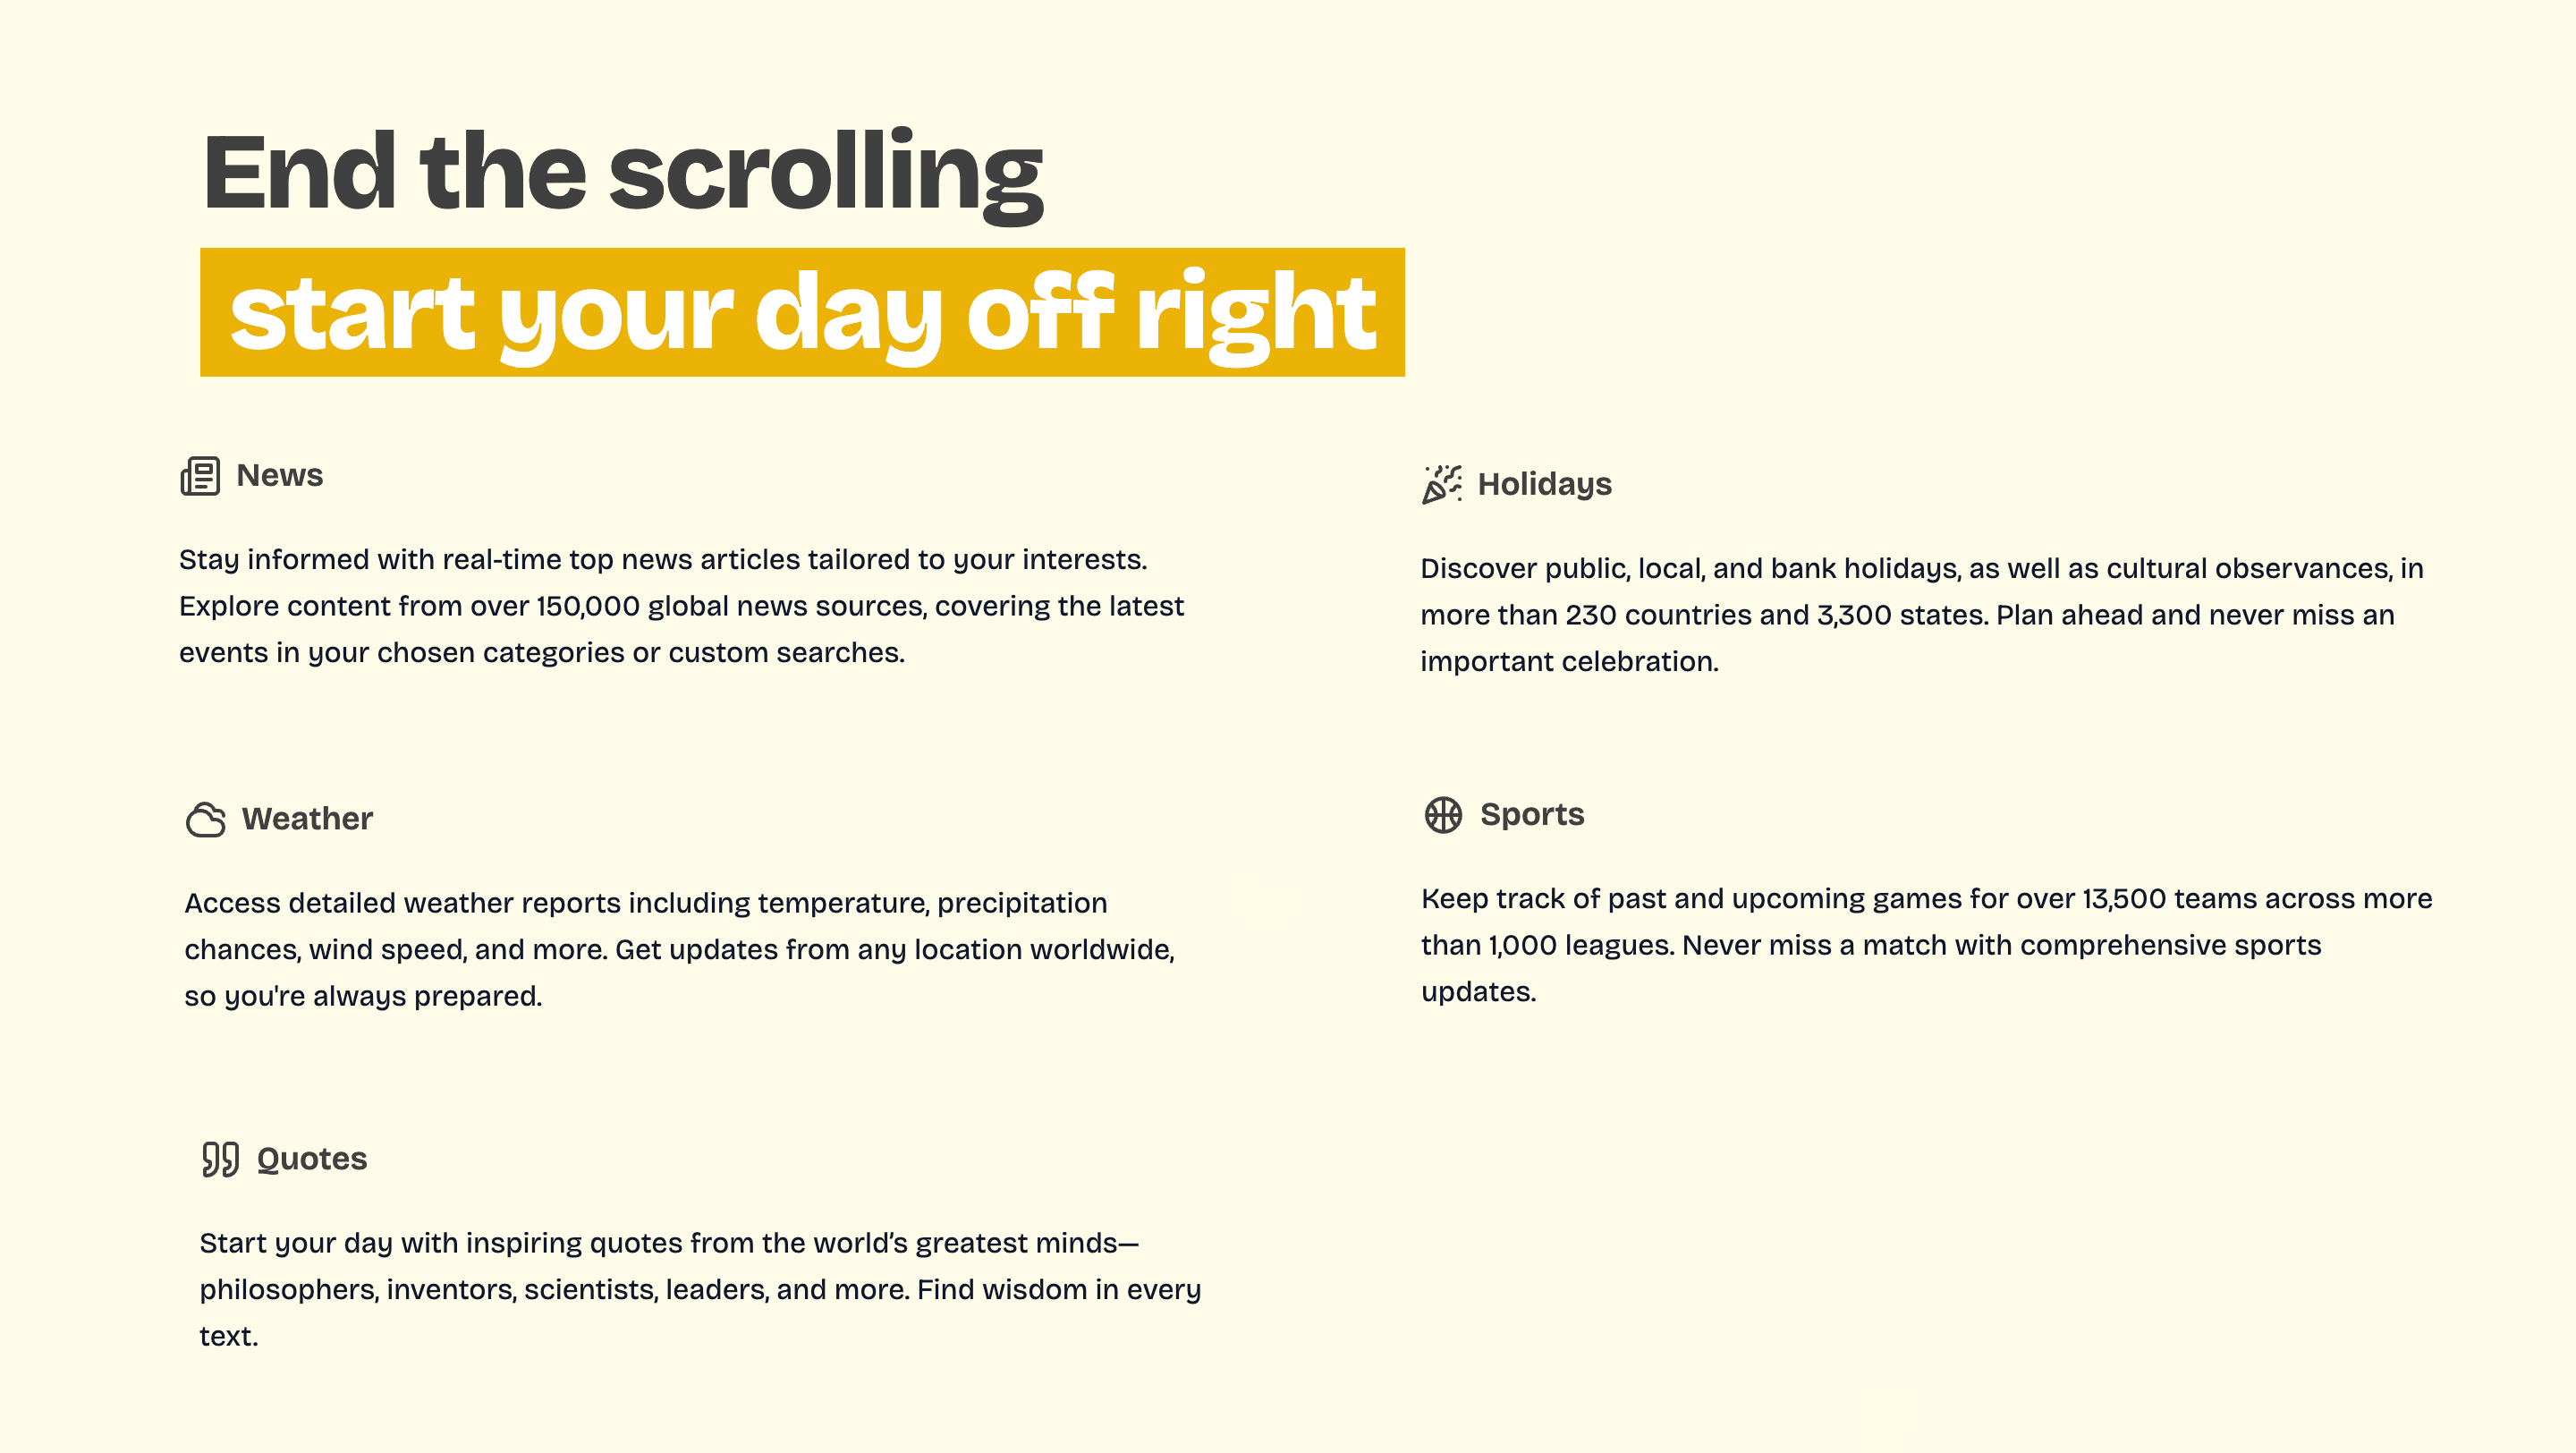 End the scrolling
start your day off right
News
Stay informed with real-time top news articles tailored to your interests.
Explore content from over 150,000 global news sources, covering the latest
events in your chosen categories or custom searches.
Holidays
Discover public, local, and bank holidays, as well as cultural observances, in
more than 230 countries and 3,300 states. Plan ahead and never miss an
important celebration.
Weather
Access detailed weather reports including temperature, precipitation
chances, wind speed, and more. Get updates from any location worldwide,
so you're always prepared.
Sports
Keep track of past and upcoming games for over 13,500 teams across more
than 1,000 leagues. Never miss a match with comprehensive sports
updates.
Quotes
Start your day with inspiring quotes from the world’s greatest minds—
philosophers, inventors, scientists, leaders, and more. Find wisdom in every
text.